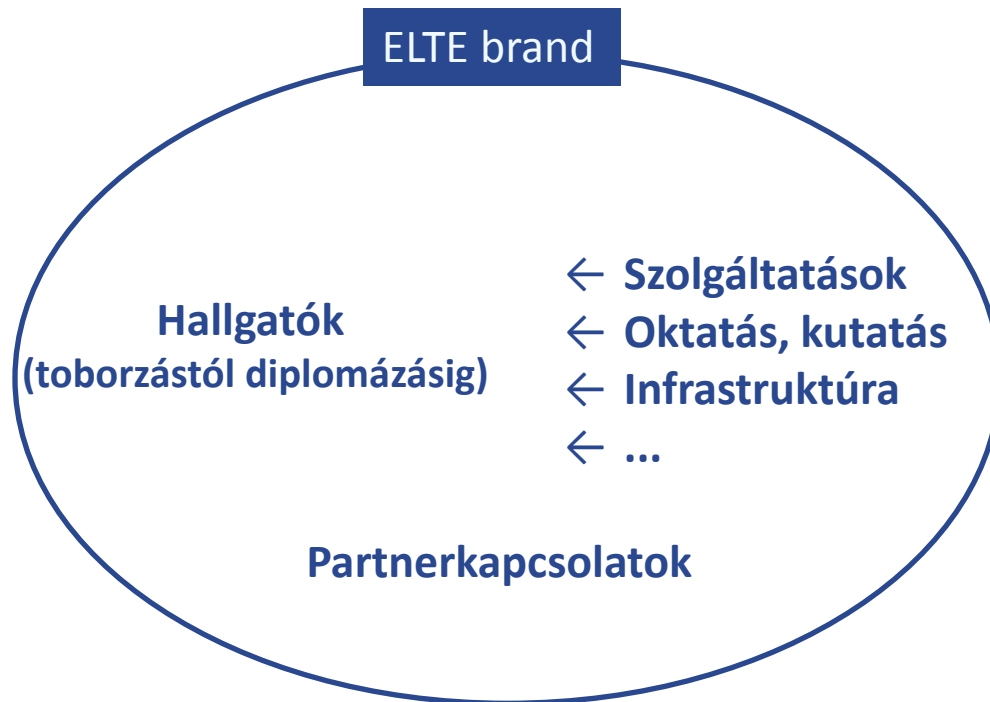 ELTE brand
Hallgatók
(toborzástól diplomázásig)
← Szolgáltatások
← Oktatás, kutatás
← Infrastruktúra
← ...
Partnerkapcsolatok